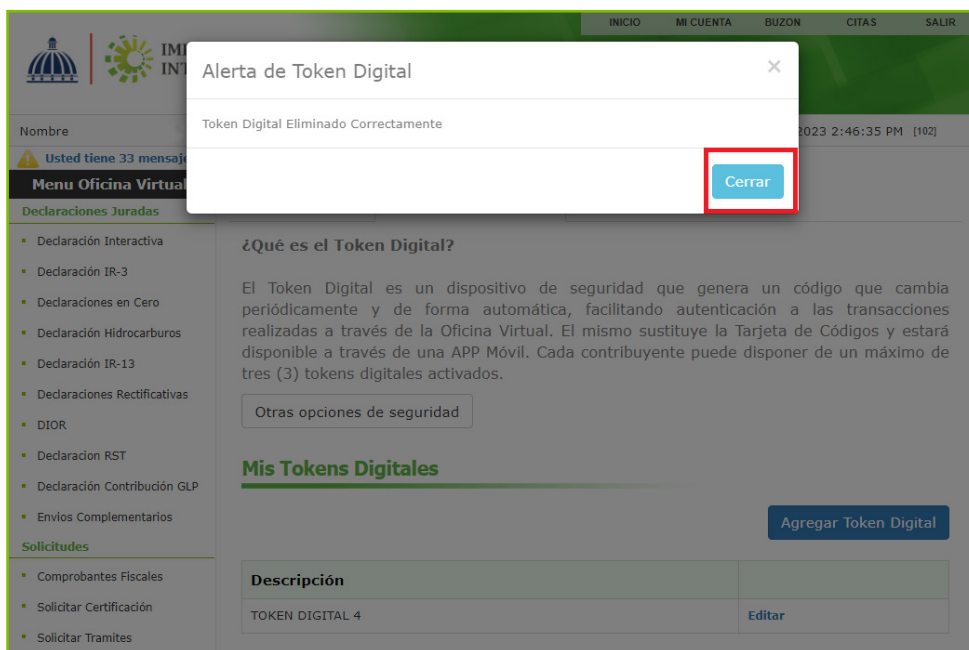 INICIO MI CUENTA BUZON CITAS SALIR
Alerta de Token Digital ×
Token Digital Eliminado Correctamente
Cerrar
Nombre 2:46:35 PM [102]
Usted tiene 33
Menu Oficina Virtual
Declaraciones Juradas
Declaración Interactiva
Declaración IR-3
Declaraciones en Cero
Declaración Hidrocarburos
Declaración IR-13
Declaraciones Rectificativas
DIOR
Declaracion RST
Declaración Contribución GLP
Envios Complementarios
Solicitudes
Comprobantes Fiscales
Solicitar Certificación
Solicitar Tramites
¿Qué es el Token Digital?
El Token Digital es un dispositivo de seguridad que genera un código que cambia
periódicamente y de forma automática, facilitando autenticación a las transacciones
realizadas a través de la Oficina Virtual. El mismo sustituye la Tarjeta de Códigos y estará
disponible a través de una APP Móvil. Cada contribuyente puede disponer de un máximo de
tres (3) tokens digitales activados.
Otras opciones de seguridad
Mis Tokens Digitales
Agregar Token Digital
Descripción
TOKEN DIGITAL 4 Editar